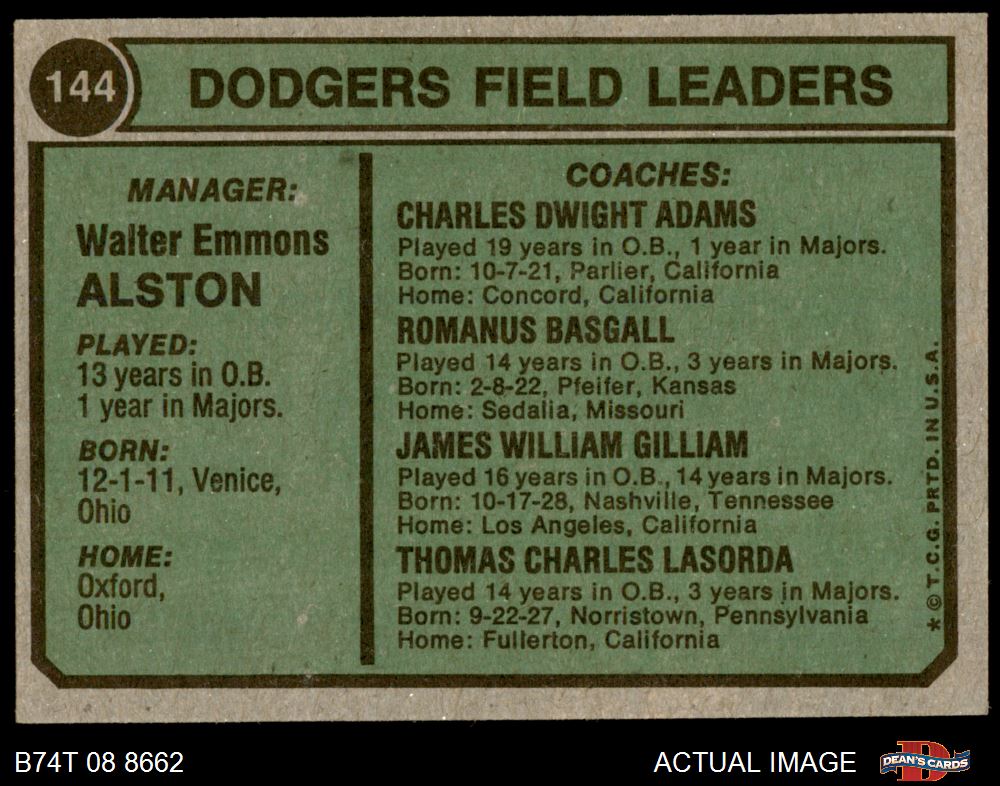 144
DODGERS FIELD LEADERS
MANAGER:
Walter Emmons
ALSTON
PLAYED:
13 years in O.B.
1 year in Majors.
BORN:
12-1-11, Venice,
Ohio
HOME:
Oxford,
Ohio
COACHES:
CHARLES DWIGHT ADAMS
Played 19 years in O.B., 1 year in Majors.
Born: 10-7-21, Parlier, California
Home: Concord, California
ROMANUS BASGALL
Played 14 years in O.B., 3 years in Majors.
Born: 2-8-22, Pfeifer, Kansas
Home: Sedalia, Missouri
JAMES WILLIAM GILLIAM
Played 16 years in O.B., 14 years in Majors.
Born: 10-17-28, Nashville, Tennessee
Home: Los Angeles, California
THOMAS CHARLES LASORDA
Played 14 years in O.B., 3 years in Majors.
Born: 9-22-27, Norristown, Pennsylvania
Home: Fullerton, California
* © T.C.G. PRTD. IN U.S.A.
B74T 08 8662
ACTUAL IMAGE
D
DEAN'S CARDS